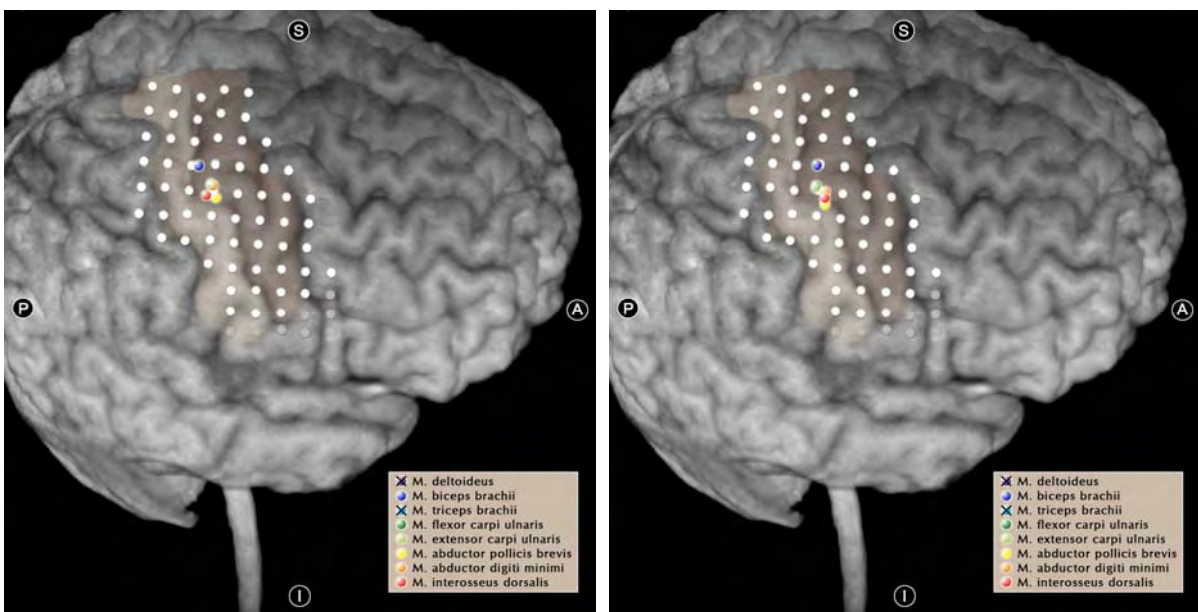 S
P
A
I
M. deltoideus
M. biceps brachii
M. triceps brachii
M. flexor carpi ulnaris
M. extensor carpi ulnaris
M. abductor pollicis brevis
M. abductor digiti minimi
M. interosseus dorsalis
S
P
A
I
M. deltoideus
M. biceps brachii
M. triceps brachii
M. flexor carpi ulnaris
M. extensor carpi ulnaris
M. abductor pollicis brevis
M. abductor digiti minimi
M. interosseus dorsalis